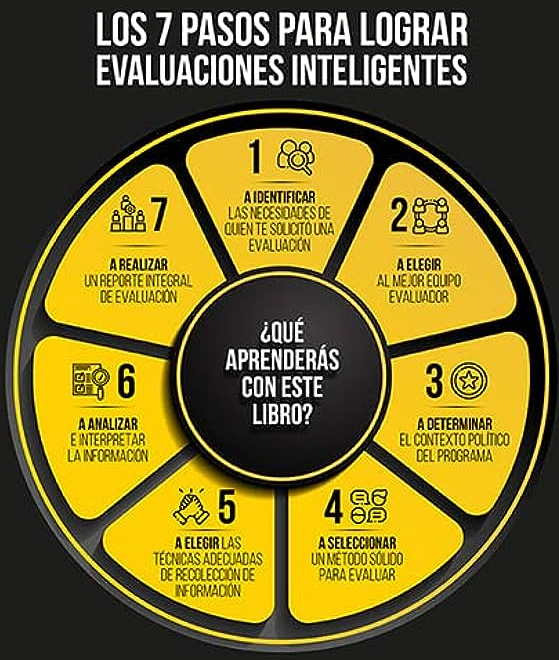 LOS 7 PASOS PARA LOGRAR
EVALUACIONES INTELIGENTES
1
A IDENTIFICAR
LAS NECESIDADES DE
QUIEN TE SOLICITÓ UNA
EVALUACIÓN
2
A ELEGIR
AL MEJOR EQUIPO
EVALUADOR
3
A DETERMINAR
EL CONTEXTO POLÍTICO
DEL PROGRAMA
4
A SELECCIONAR
UN MÉTODO SÓLIDO
PARA EVALUAR
5
A ELEGIR LAS
TÉCNICAS ADECUADAS
DE RECOLECCIÓN DE
INFORMACIÓN
6
A ANALIZAR
E INTERPRETAR
LA INFORMACIÓN
7
A REALIZAR
UN REPORTE INTEGRAL
DE EVALUACIÓN
¿QUÉ
APRENDERÁS
CON ESTE
LIBRO?